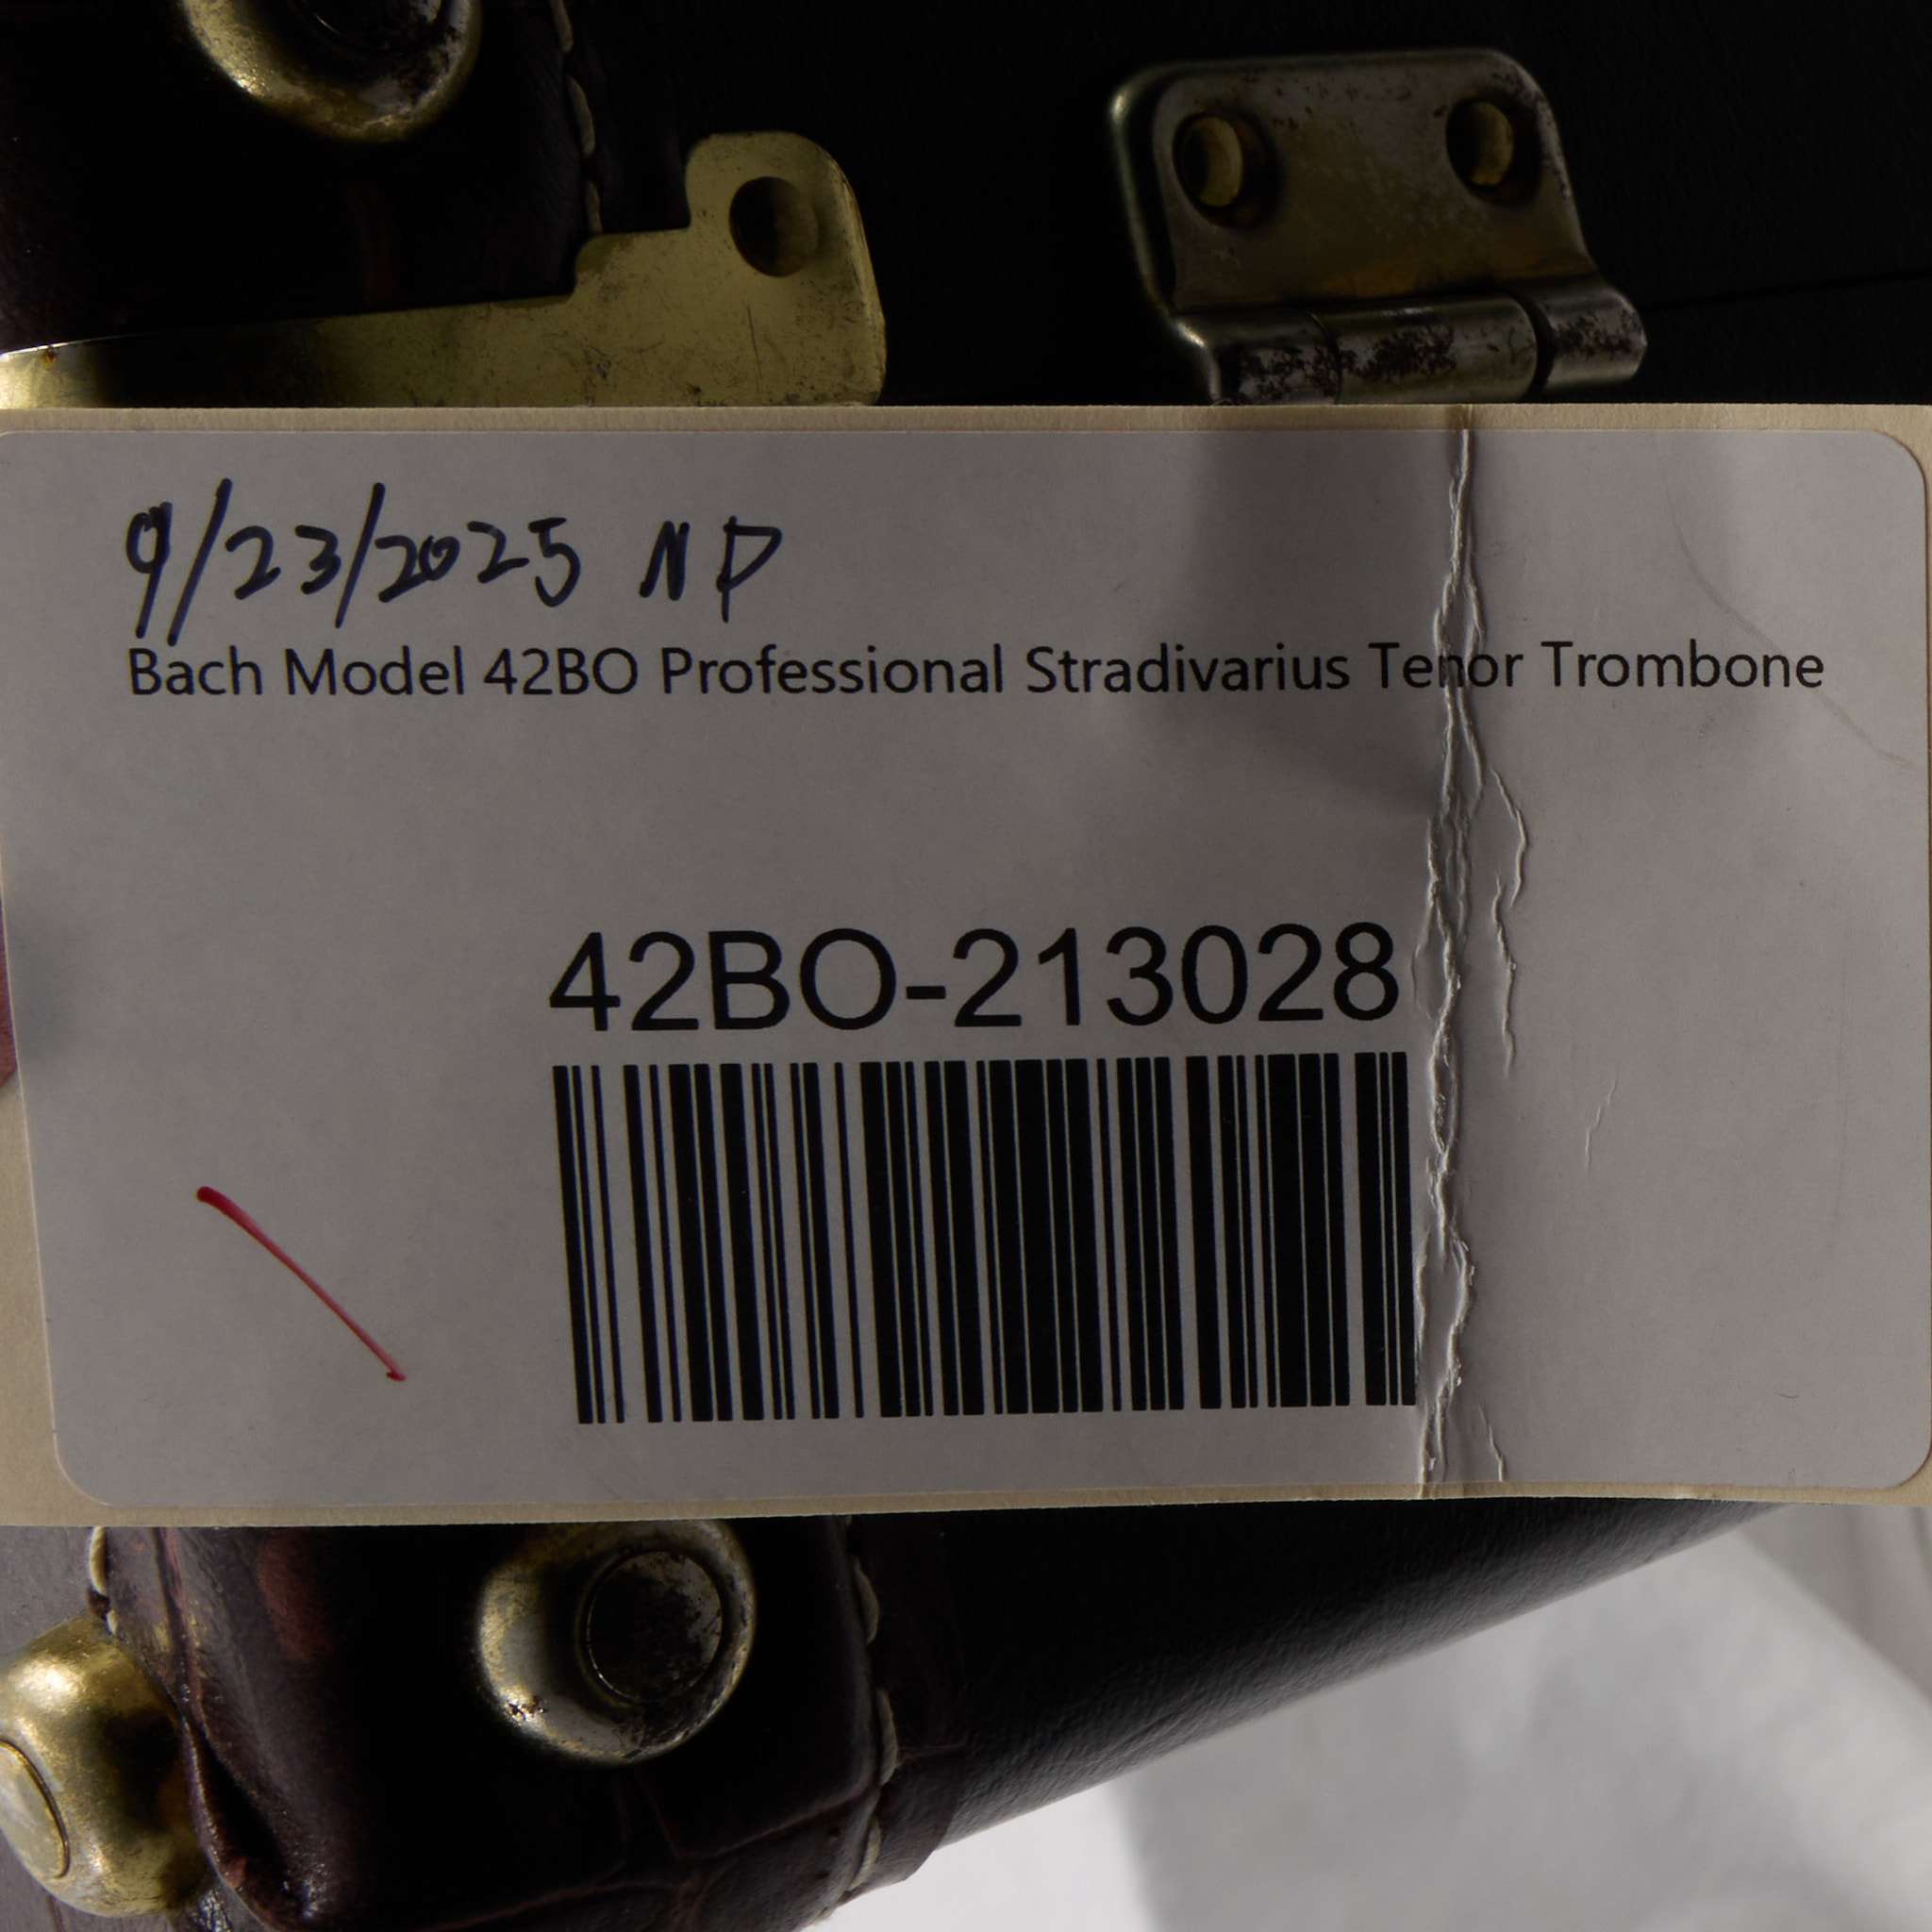 9/23/2025 NP
Bach Model 42BO Professional Stradivarius Tenor Trombone
42BO-213028